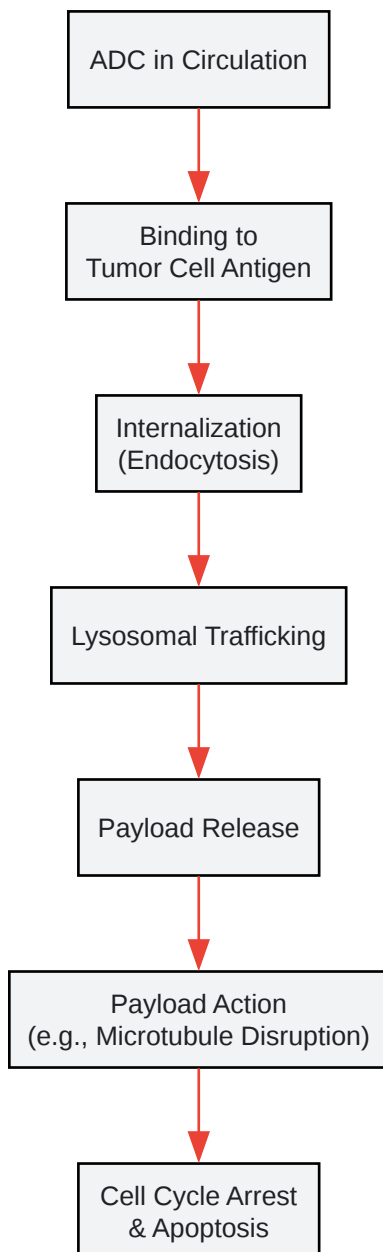 ADC in Circulation
Binding to
Tumor Cell Antigen
Internalization
(Endocytosis)
Lysosomal Trafficking
Payload Release
Payload Action
(e.g., Microtubule Disruption)
Cell Cycle Arrest
& Apoptosis